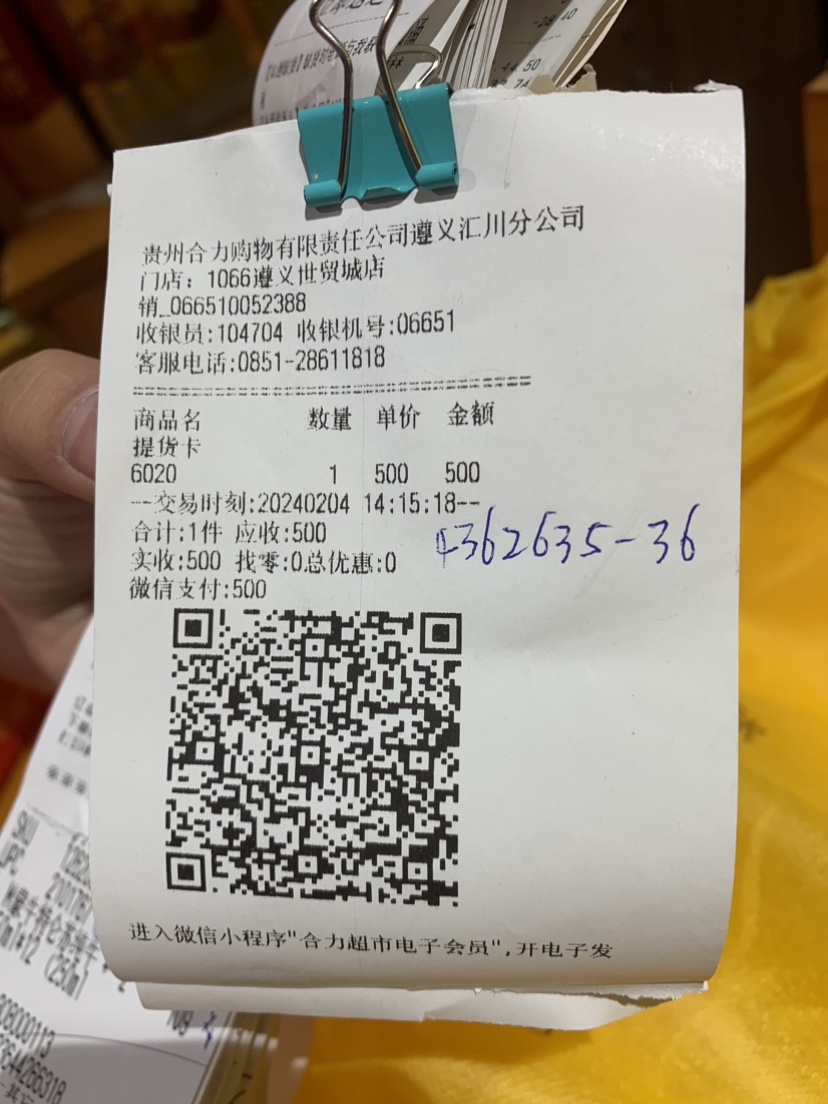 贵州合力购物有限责任公司遵义汇川分公司
门店：1066遵义世贸城店
销_066510052388
收银员:104704 收银机号:06651
客服电话:0851-28611818
商品名 数量 单价 金额
提货卡
6020 1 500 500
--交易时刻:20240204 14:15:18--
合计:1件 应收:500
实收:500 找零:0总优惠:0
362635-36
微信支付:500
进入微信小程序"合力超市电子会员",开电子发
SKU
UPC